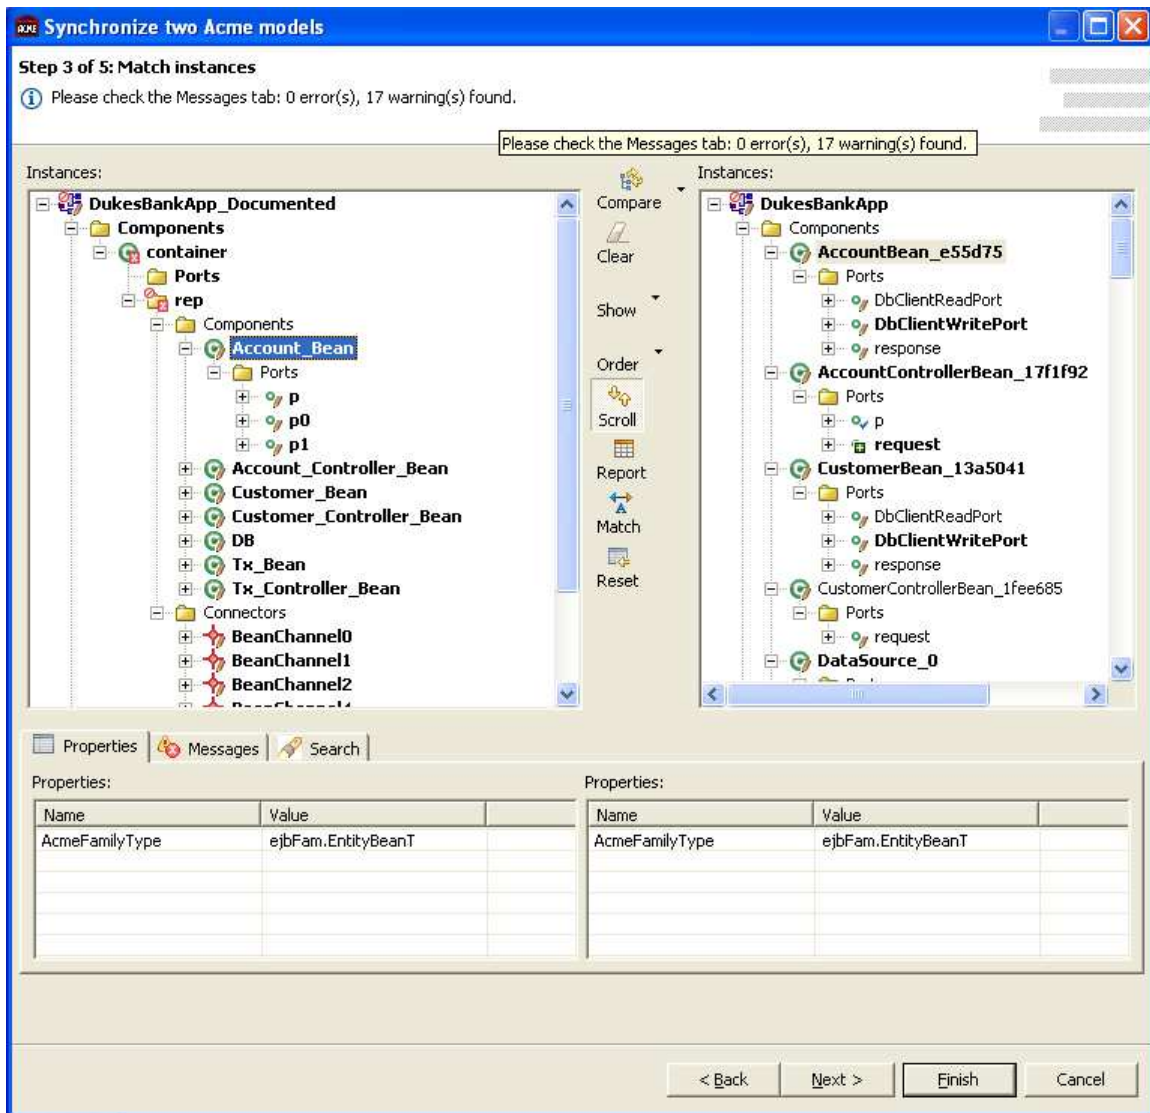 ACME Synchronize two Acme models
Step 3 of 5: Match instances
Please check the Messages tab: 0 error(s), 17 warning(s) found.
Please check the Messages tab: 0 error(s), 17 warning(s) found.
Instances:
DukesBankApp_Documented
Components
container
Ports
rep
Components
Account_Bean
Ports
p
p0
p1
Account_Controller_Bean
Customer_Bean
Customer_Controller_Bean
DB
Tx_Bean
Tx_Controller_Bean
Connectors
BeanChannel0
BeanChannel1
BeanChannel2
Compare
Clear
Show
Order
Scroll
Report
Match
Reset
Instances:
DukesBankApp
Components
AccountBean_e55d75
Ports
DbClientReadPort
DbClientWritePort
response
AccountControllerBean_17f1f92
Ports
p
request
CustomerBean_13a5041
Ports
DbClientReadPort
DbClientWritePort
response
CustomerControllerBean_1fee685
Ports
request
DataSource_0
Properties Messages Search
Properties:
Name Value
AcmeFamilyType ejbFam.EntityBeanT
Properties:
Name Value
AcmeFamilyType ejbFam.EntityBeanT
< Back Next > Finish Cancel